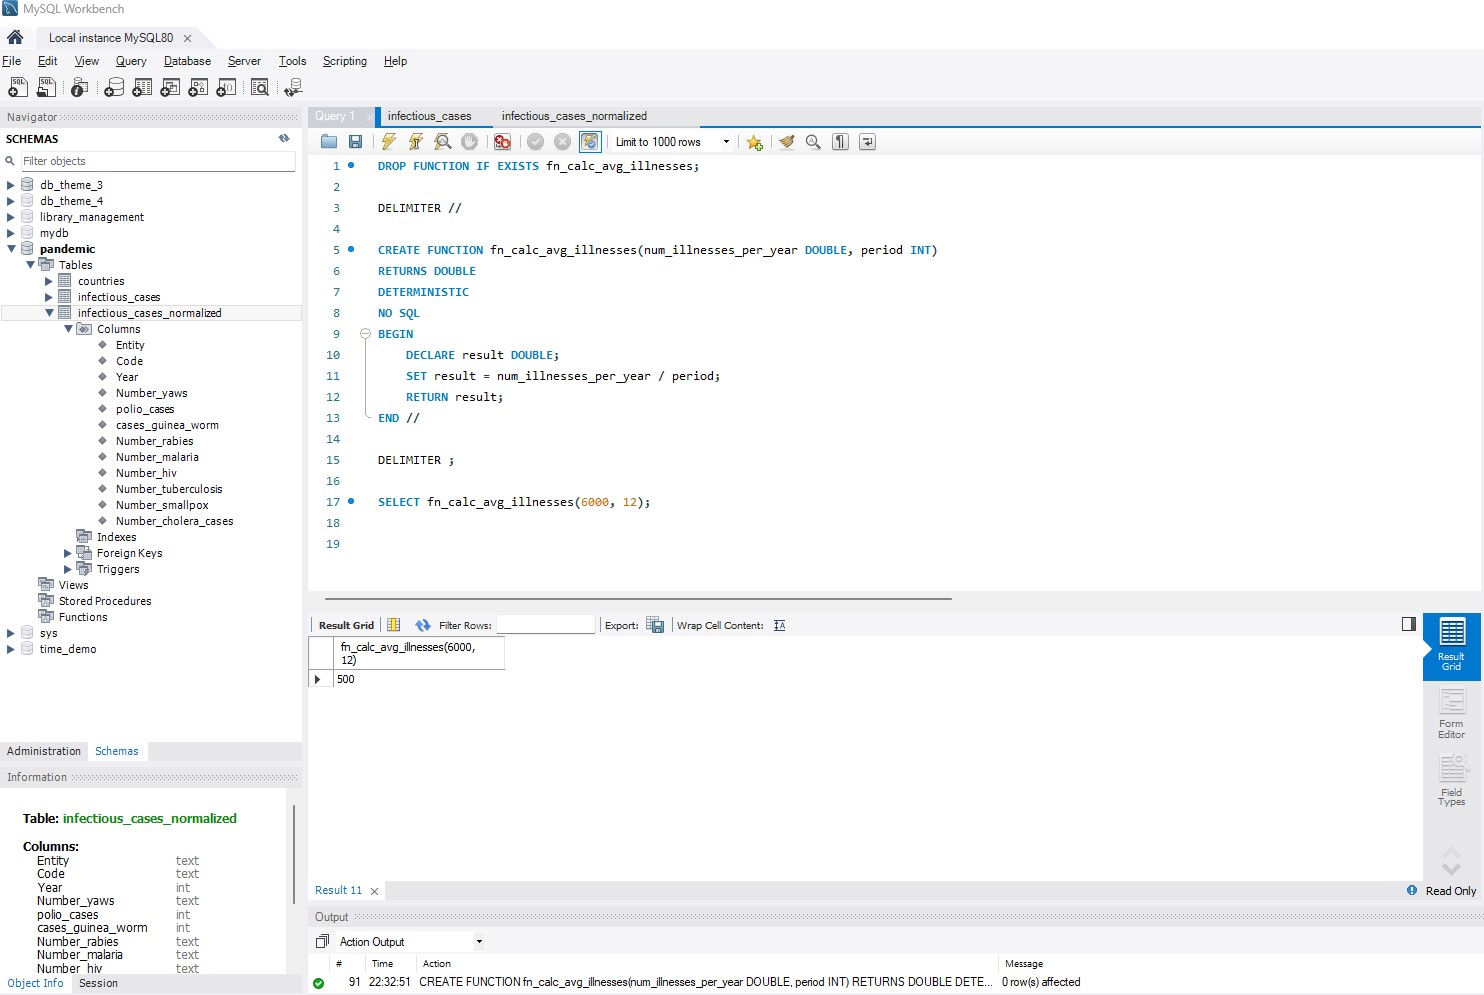 MySQL Workbench
Local instance MySQL80
File Edit View Query Database Server Tools Scripting Help
Navigator
SCHEMAS
Filter objects
db_theme_3
db_theme_4
library_management
mydb
pandemic
Tables
countries
infectious_cases
infectious_cases_normalized
Columns
Entity
Code
Year
Number_yaws
polio_cases
cases_guinea_worm
Number_rabies
Number_malaria
Number_hiv
Number_tuberculosis
Number_smallpox
Number_cholera_cases
Indexes
Foreign Keys
Triggers
Views
Stored Procedures
Functions
sys
time_demo
Administration Schemas
Information
Table: infectious_cases_normalized
Columns:
Entity text
Code text
Year int
Number_yaws text
polio_cases int
cases_guinea_worm int
Number_rabies text
Number_malaria text
Number_hiv text
Object Info Session
Query 1 infectious_cases infectious_cases_normalized
Limit to 1000 rows
1 DROP FUNCTION IF EXISTS fn_calc_avg_illnesses;
2
3 DELIMITER //
4
5 CREATE FUNCTION fn_calc_avg_illnesses(num_illnesses_per_year DOUBLE, period INT)
6 RETURNS DOUBLE
7 DETERMINISTIC
8 NO SQL
9 BEGIN
10 DECLARE result DOUBLE;
11 SET result = num_illnesses_per_year / period;
12 RETURN result;
13 END //
14
15 DELIMITER ;
16
17 SELECT fn_calc_avg_illnesses(6000, 12);
18
19
Result Grid Filter Rows: Export: Wrap Cell Content:
fn_calc_avg_illnesses(6000,
12)
500
Result
Grid
Form
Editor
Field
Types
Result 11
Read Only
Output
Action Output
# Time Action Message
91 22:32:51 CREATE FUNCTION fn_calc_avg_illnesses(num_illnesses_per_year DOUBLE, period INT) RETURNS DOUBLE DETE... 0 row(s) affected